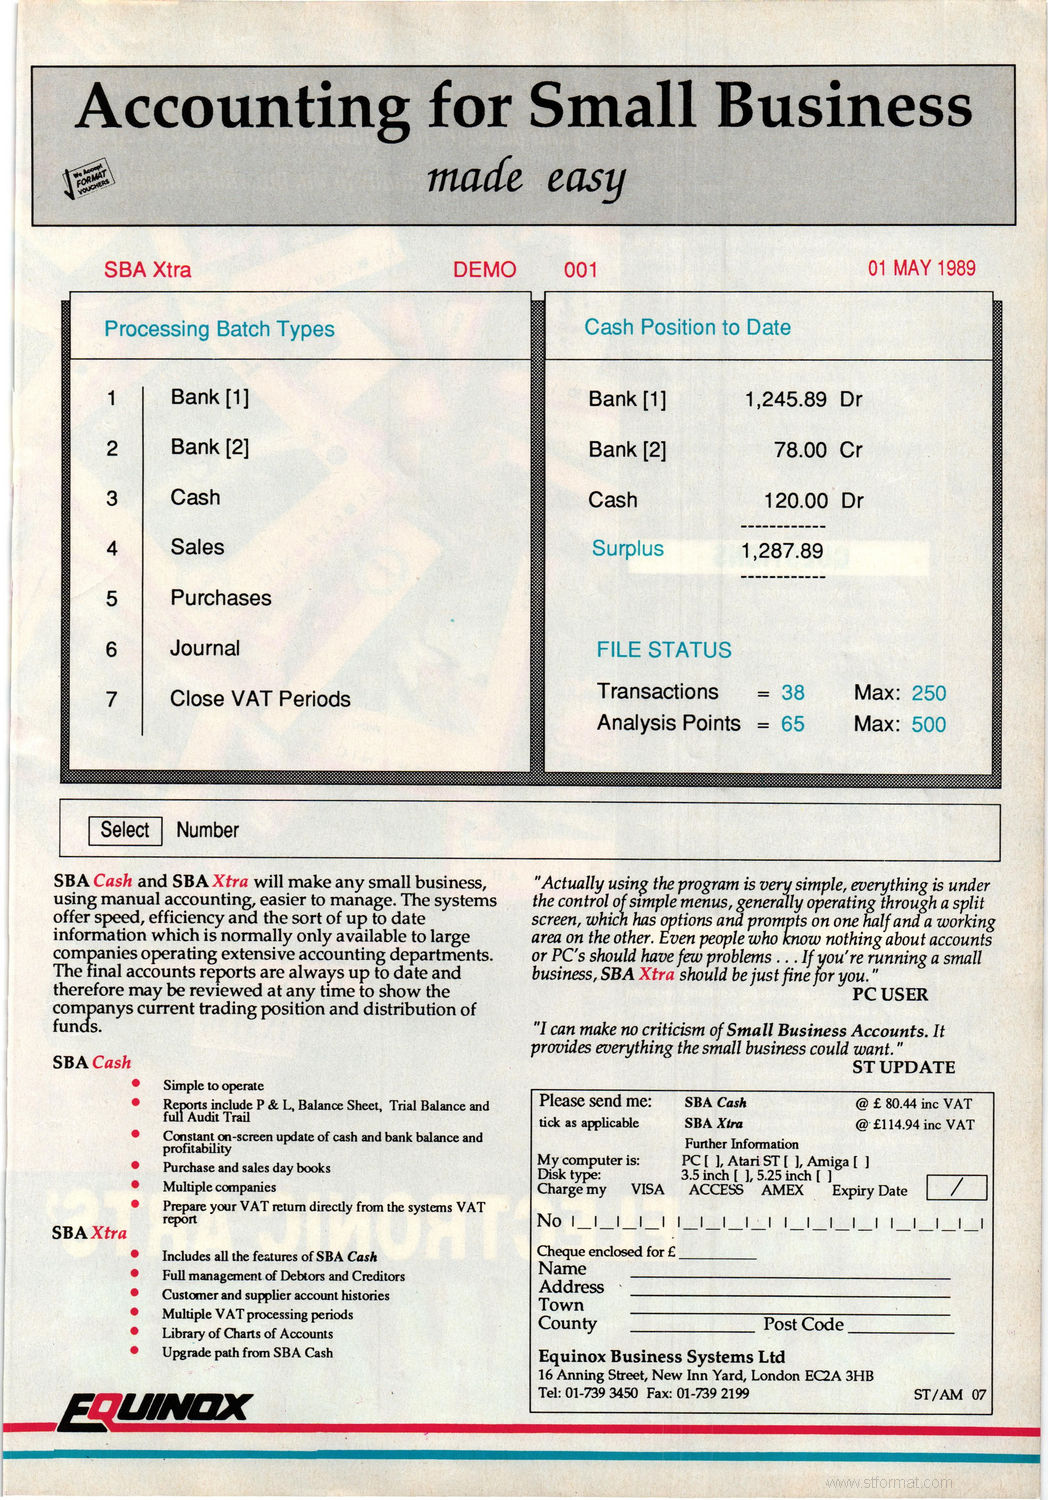 Accounting for Small Business
made easy
We Accept
FORMAT
VOUCHERS
SBA Xtra DEMO 001 01 MAY 1989
Processing Batch Types
1 Bank [1]
2 Bank [2]
3 Cash
4 Sales
5 Purchases
6 Journal
7 Close VAT Periods
Cash Position to Date
Bank [1] 1,245.89 Dr
Bank [2] 78.00 Cr
Cash 120.00 Dr
------------
Surplus 1,287.89
------------
FILE STATUS
Transactions = 38 Max: 250
Analysis Points = 65 Max: 500
Select Number
SBA Cash and SBA Xtra will make any small business,
using manual accounting, easier to manage. The systems
offer speed, efficiency and the sort of up to date
information which is normally only available to large
companies operating extensive accounting departments.
The final accounts reports are always up to date and
therefore may be reviewed at any time to show the
companys current trading position and distribution of
funds.
SBA Cash
• Simple to operate
• Reports include P & L, Balance Sheet, Trial Balance and
full Audit Trail
• Constant on-screen update of cash and bank balance and
profitability
• Purchase and sales day books
• Multiple companies
• Prepare your VAT return directly from the systems VAT
report
SBA Xtra
• Includes all the features of SBA Cash
• Full management of Debtors and Creditors
• Customer and supplier account histories
• Multiple VAT processing periods
• Library of Charts of Accounts
• Upgrade path from SBA Cash
EQUINOX
"Actually using the program is very simple, everything is under
the control of simple menus, generally operating through a split
screen, which has options and prompts on one half and a working
area on the other. Even people who know nothing about accounts
or PC's should have few problems . . . If you're running a small
business, SBA Xtra should be just fine for you."
PC USER
"I can make no criticism of Small Business Accounts. It
provides everything the small business could want."
ST UPDATE
Please send me: SBA Cash @ £ 80.44 inc VAT
tick as applicable SBA Xtra @ £114.94 inc VAT
Further Information
My computer is: PC [ ], Atari ST [ ], Amiga [ ]
Disk type: 3.5 inch [ ], 5.25 inch [ ]
Charge my VISA ACCESS AMEX Expiry Date /
No |_|_|_|_| |_|_|_|_| |_|_|_|_| |_|_|_|_|
Cheque enclosed for £
Name
Address
Town
County Post Code
Equinox Business Systems Ltd
16 Anning Street, New Inn Yard, London EC2A 3HB
Tel: 01-739 3450 Fax: 01-739 2199 ST/AM 07
www.stformat.com